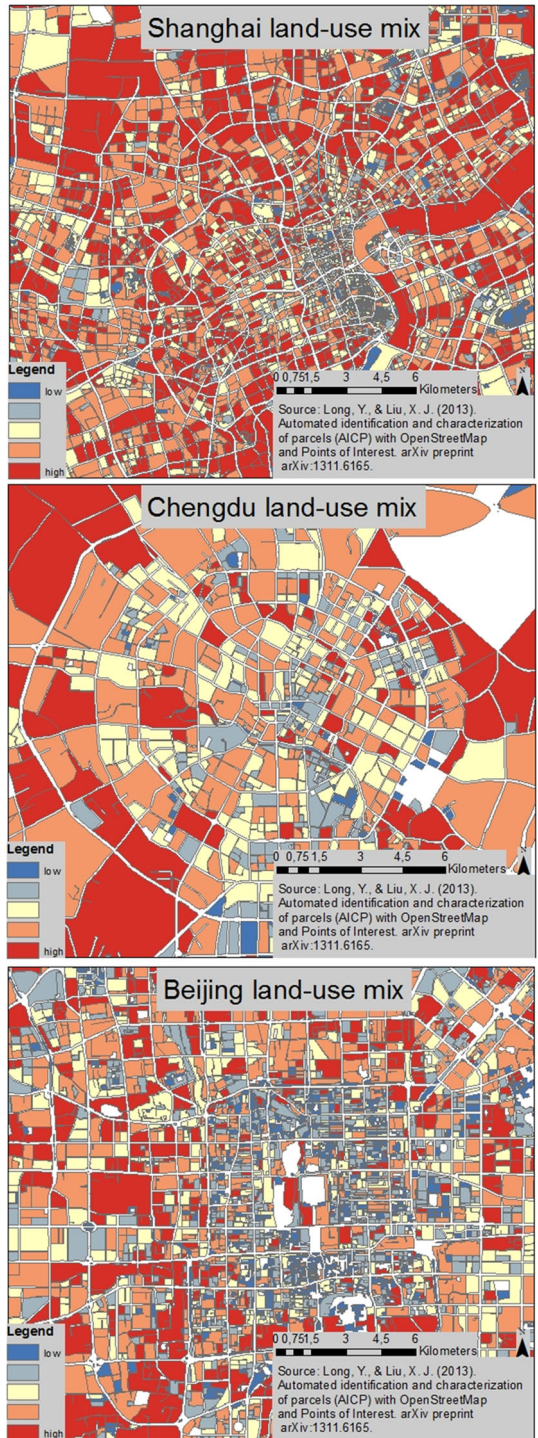 Shanghai land-use mix
Legend
low
high
0 0,75 1,5 3 4,5 6
Kilometers
N
Source: Long, Y., & Liu, X. J. (2013).
Automated identification and characterization
of parcels (AICP) with OpenStreetMap
and Points of Interest. arXiv preprint
arXiv:1311.6165.
Chengdu land-use mix
Legend
low
high
0 0,75 1,5 3 4,5 6
Kilometers
N
Source: Long, Y., & Liu, X. J. (2013).
Automated identification and characterization
of parcels (AICP) with OpenStreetMap
and Points of Interest. arXiv preprint
arXiv:1311.6165.
Beijing land-use mix
Legend
low
high
0 0,75 1,5 3 4,5 6
Kilometers
N
Source: Long, Y., & Liu, X. J. (2013).
Automated identification and characterization
of parcels (AICP) with OpenStreetMap
and Points of Interest. arXiv preprint
arXiv:1311.6165.